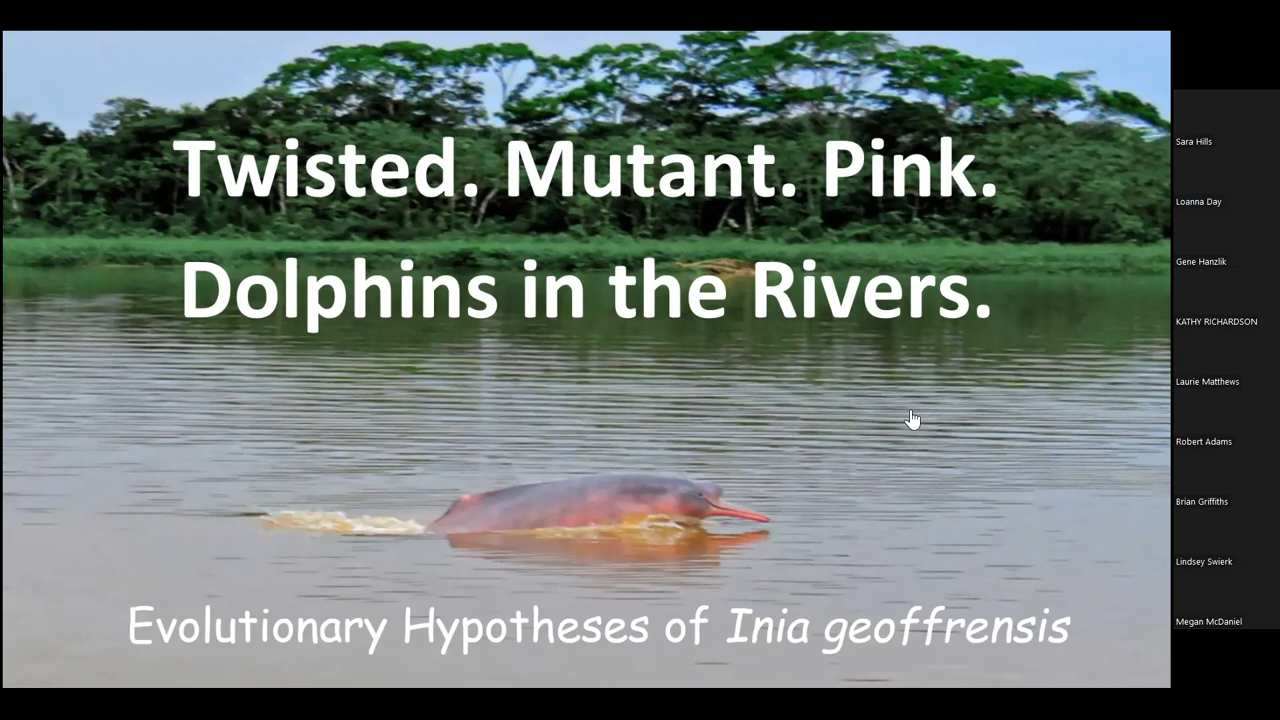 Twisted. Mutant. Pink.
Dolphins in the Rivers.
Evolutionary Hypotheses of Inia geoffrensis
Sara Hills
Loanna Day
Gene Hanzlik
KATHY RICHARDSON
Laurie Matthews
Robert Adams
Brian Griffiths
Lindsey Swierk
Megan McDaniel